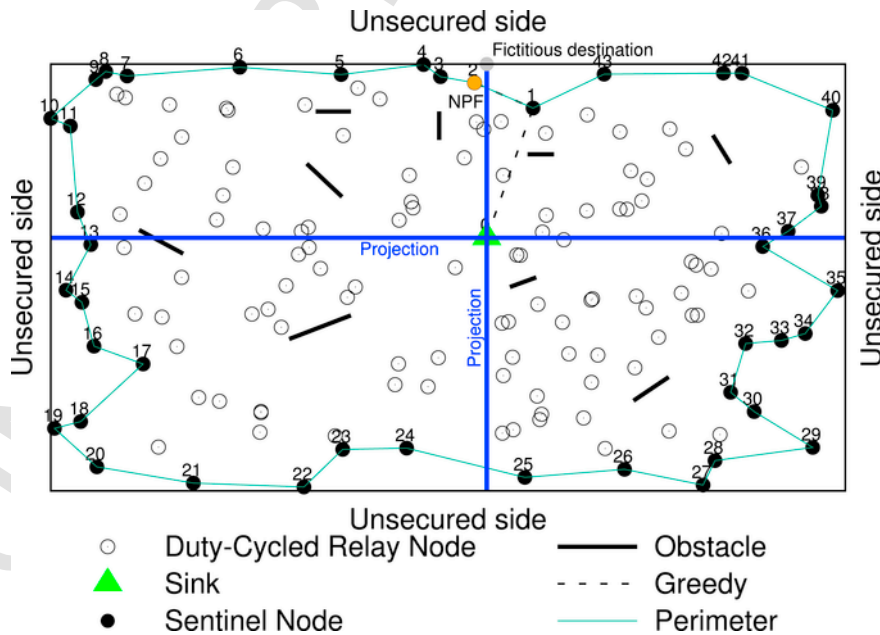 Unsecured side
Fictitious destination
8 6 4 43 42 41
9 7 5 3 2
NPF 1
10 40
11
12 39
38
13 37
0 36
Projection
14 35
15
Projection
16 32 33 34
17
31
18 30
19
20 23 24 28 29
21 22 25 26 27
Unsecured side
Unsecured side
Unsecured side
Duty-Cycled Relay Node
Obstacle
Sink
Greedy
Sentinel Node
Perimeter